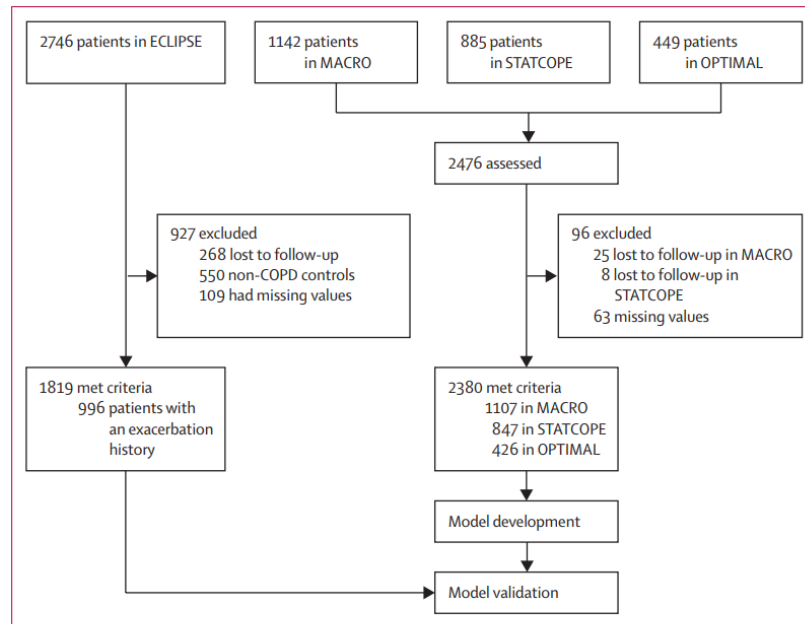 2746 patients in ECLIPSE
1142 patients
in MACRO
885 patients
in STATCOPE
449 patients
in OPTIMAL
2476 assessed
927 excluded
268 lost to follow-up
550 non-COPD controls
109 had missing values
96 excluded
25 lost to follow-up in MACRO
8 lost to follow-up in
STATCOPE
63 missing values
1819 met criteria
996 patients with
an exacerbation
history
2380 met criteria
1107 in MACRO
847 in STATCOPE
426 in OPTIMAL
Model development
Model validation